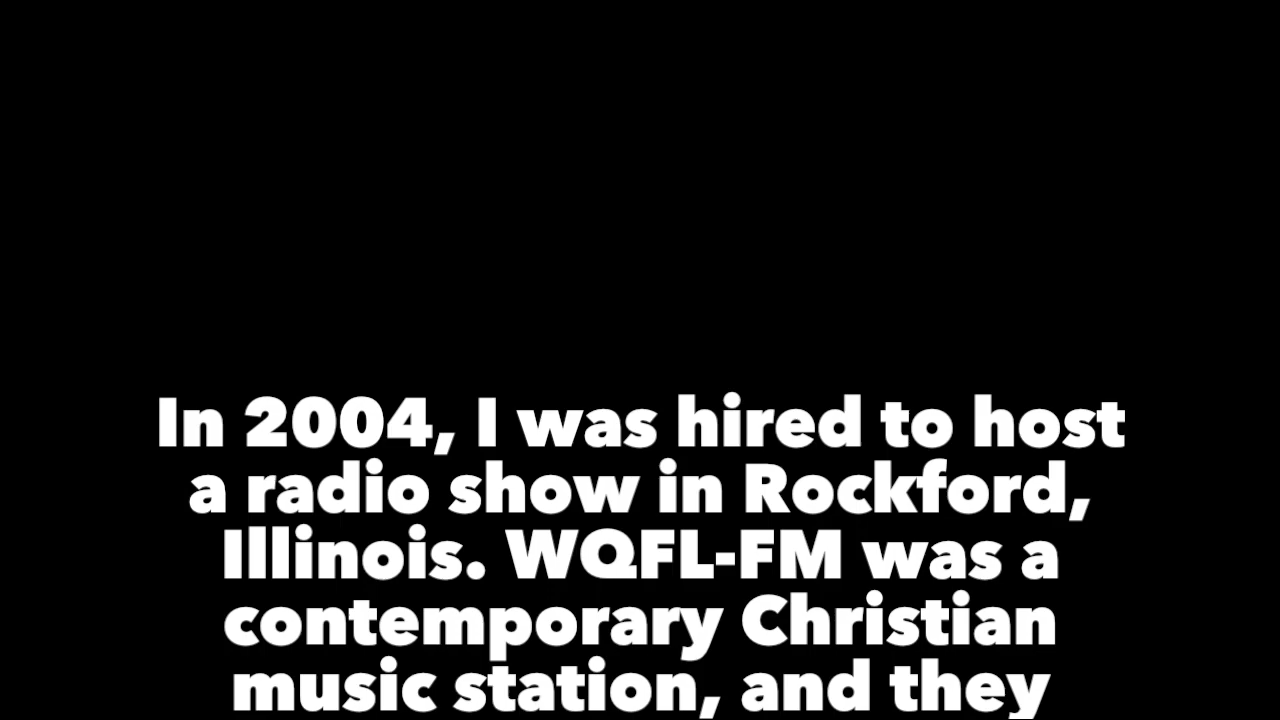 In 2004, I was hired to host
a radio show in Rockford,
Illinois. WQFL-FM was a
contemporary Christian
music station, and they